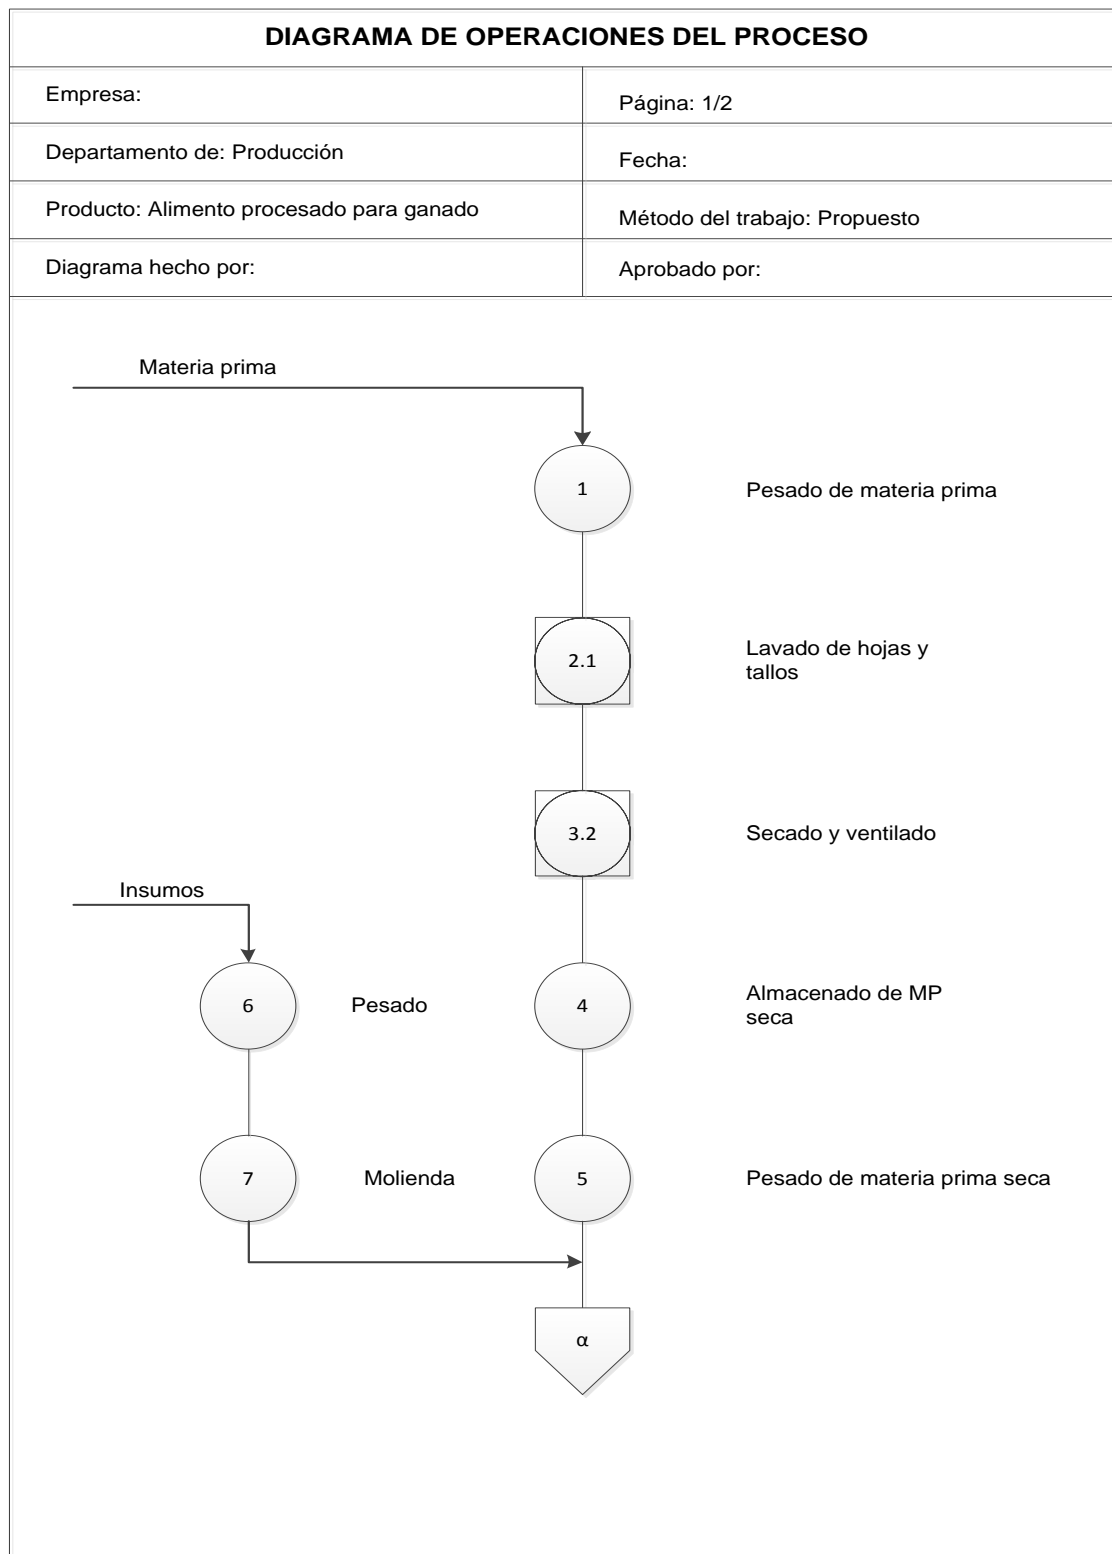 DIAGRAMA DE OPERACIONES DEL PROCESO
Empresa:
Página: 1/2
Departamento de: Producción
Fecha:
Producto: Alimento procesado para ganado
Método del trabajo: Propuesto
Diagrama hecho por:
Aprobado por:
Materia prima
1
Pesado de materia prima
2.1
Lavado de hojas y
tallos
3.2
Secado y ventilado
Insumos
6
Pesado
4
Almacenado de MP
seca
7
Molienda
5
Pesado de materia prima seca
α